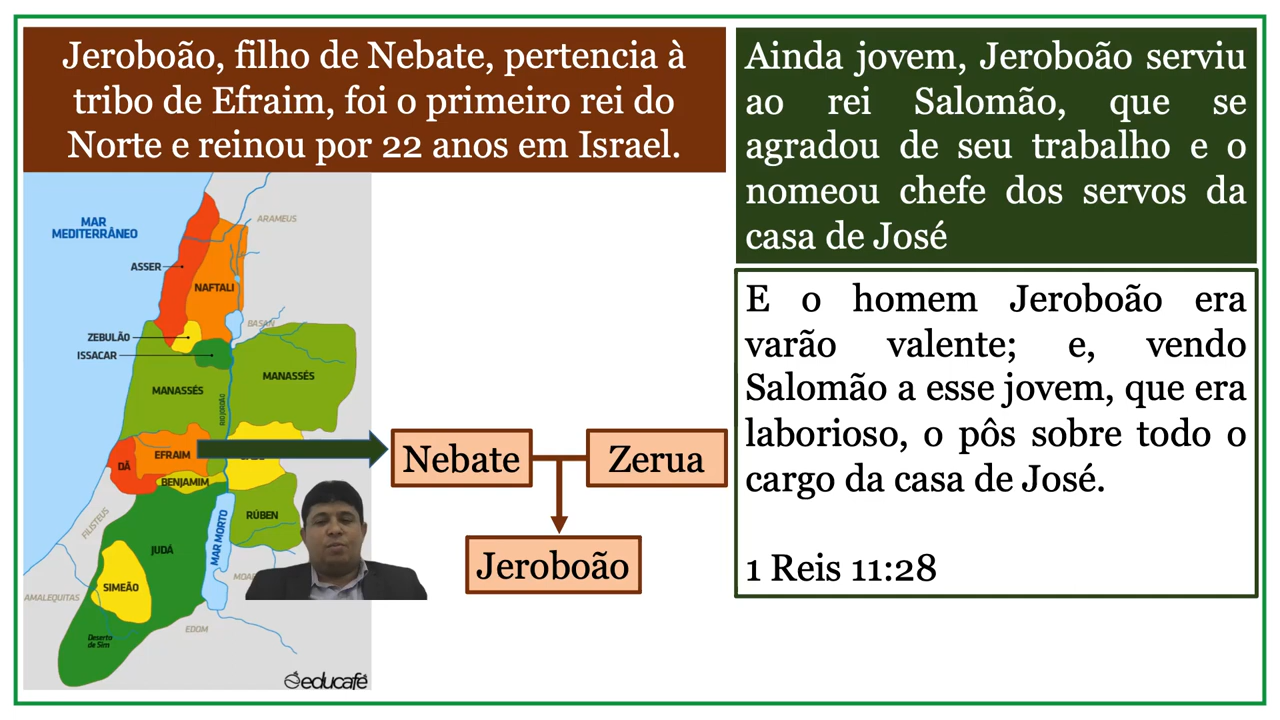 Jeroboão, filho de Nebate, pertencia à
tribo de Efraim, foi o primeiro rei do
Norte e reinou por 22 anos em Israel.
Ainda jovem, Jeroboão serviu
ao rei Salomão, que se
agradou de seu trabalho e o
nomeou chefe dos servos da
casa de José
E o homem Jeroboão era
varão valente; e, vendo
Salomão a esse jovem, que era
laborioso, o pôs sobre todo o
cargo da casa de José.
1 Reis 11:28
MAR
MEDITERRÂNEO
ARAMEUS
ASSER
NAFTALI
BASAN
ZEBULÃO
ISSACAR
MANASSÉS
MANASSÉS
RIO JORDÃO
EFRAIM
DÃ
BENJAMIM
FILISTEUS
RÚBEN
MAR MORTO
JUDÁ
SIMEÃO
AMALEQUITAS
EDOM
Deserto
de Sim
educafé
Nebate
Zerua
Jeroboão